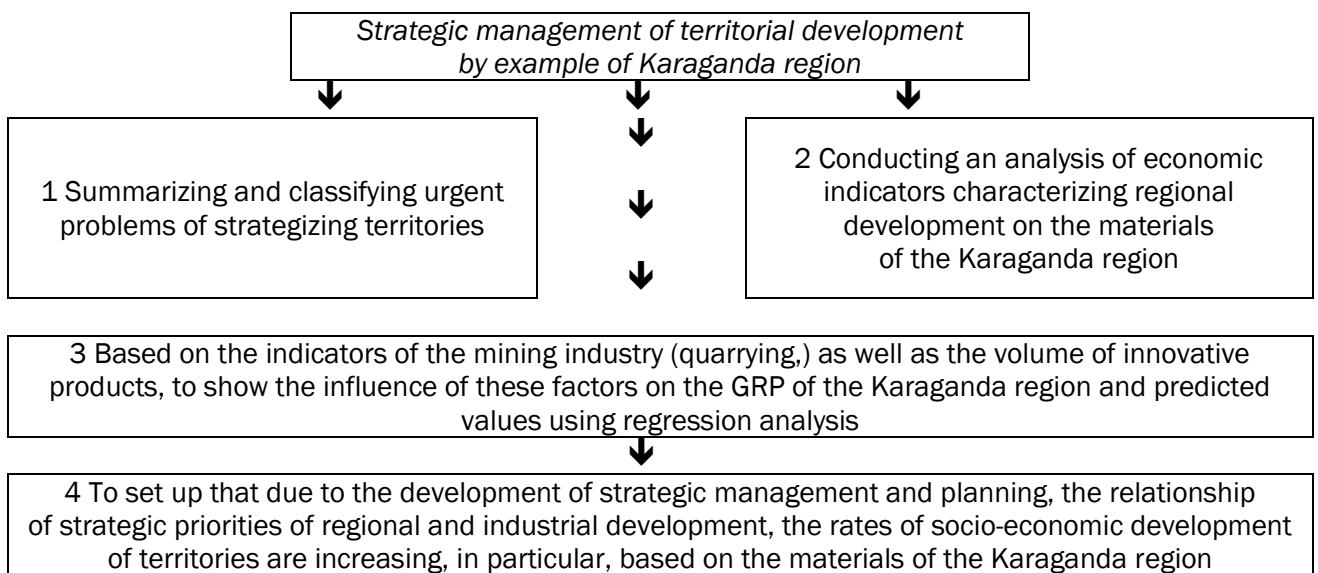 Strategic management of territorial development
by example of Karaganda region
1 Summarizing and classifying urgent
problems of strategizing territories
2 Conducting an analysis of economic
indicators characterizing regional
development on the materials
of the Karaganda region
3 Based on the indicators of the mining industry (quarrying,) as well as the volume of innovative
products, to show the influence of these factors on the GRP of the Karaganda region and predicted
values using regression analysis
4 To set up that due to the development of strategic management and planning, the relationship
of strategic priorities of regional and industrial development, the rates of socio-economic development
of territories are increasing, in particular, based on the materials of the Karaganda region